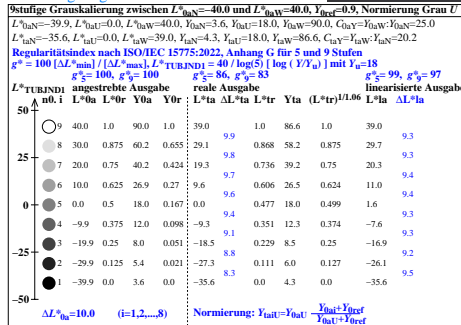 9stufige Grauskalierung zwischen L*0aN=−40.0 und L*0aW=40.0, Y0ref=0.9, Normierung Grau U
L*0aN=−39.9, L*0aU=0.0, L*0aW=40.0, Y0aN=3.6, Y0aU=18.0, Y0aW=90.0, C0aY=Y0aW:Y0aN=25.0
L*taN=−35.6, L*taU=0.0, L*taW=39.0, YtaN=4.3, YtaU=18.0, YtaW=86.6, CtaY=YtaW:YtaN=20.2
Regularitätsindex nach ISO/IEC 15775:2022, Anhang G für 5 und 9 Stufen
g* = 100 [ΔL*min] / [ΔL*max], L*TUBJND1 = 40 / log(5) [ log ( Y/Yu) ] mit Yu=18
g*5= 100, g*9= 100 g*5= 86, g*9= 83 g*5= 99, g*9= 97
L*TUBJND1 angestrebte Ausgabe reale Ausgabe linearisierte Ausgabe
n0. i L*0a L*0r Y0a Y0r L*ta ΔL*ta L*tr Yta (L*tr)1/1.06 L*la ΔL*la
50
9 40.0 1.0 90.0 1.0 39.0 1.0 86.6 1.0 39.0
9.9 9.3
8 30.0 0.875 60.2 0.655 29.1 0.868 58.2 0.875 29.7
9.8 9.3
7 20.0 0.75 40.2 0.424 19.3 0.736 39.2 0.75 20.3
9.7 9.3
6 10.0 0.625 26.9 0.27 9.6 0.606 26.5 0.624 11.0
9.6 9.4
0 5 0.0 0.5 18.0 0.167 0.0 0.477 18.0 0.499 1.6
9.4 9.3
4 −9.9 0.375 12.0 0.098 −9.3 0.351 12.3 0.374 −7.6
9.1 9.3
3 −19.9 0.25 8.0 0.051 −18.5 0.229 8.5 0.25 −16.9
8.8 9.2
2 −29.9 0.125 5.4 0.021 −27.3 0.111 6.0 0.127 −26.1
8.3 9.5
1 −39.9 0.0 3.6 0.0 −35.6 0.0 4.3 0.0 −35.6
−50
ΔL*0a=10.0 (i=1,2,...,8) Normierung: YtaiU=Y0aU Y0ai+Y0ref
Y0aU+Y0ref